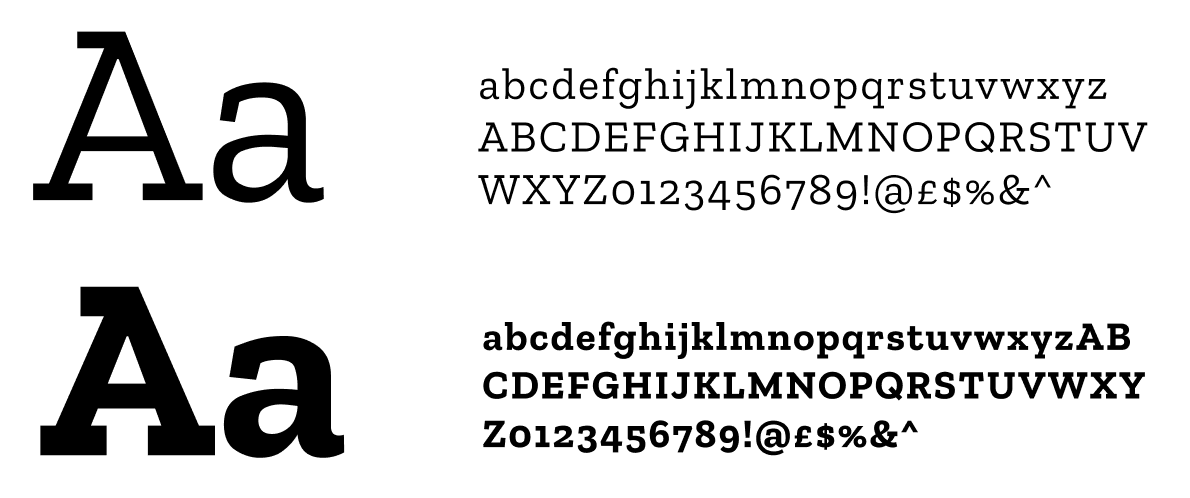 Aa
abcdefghijklmnopqrstuvwxyz
ABCDEFGHIJKLMNOPQRSTUV
WXYZ0123456789!@£$%&^
Aa
abcdefghijklmnopqrstuvwxyzAB
CDEFGHIJKLMNOPQRSTUVWXY
Z0123456789!@£$%&^